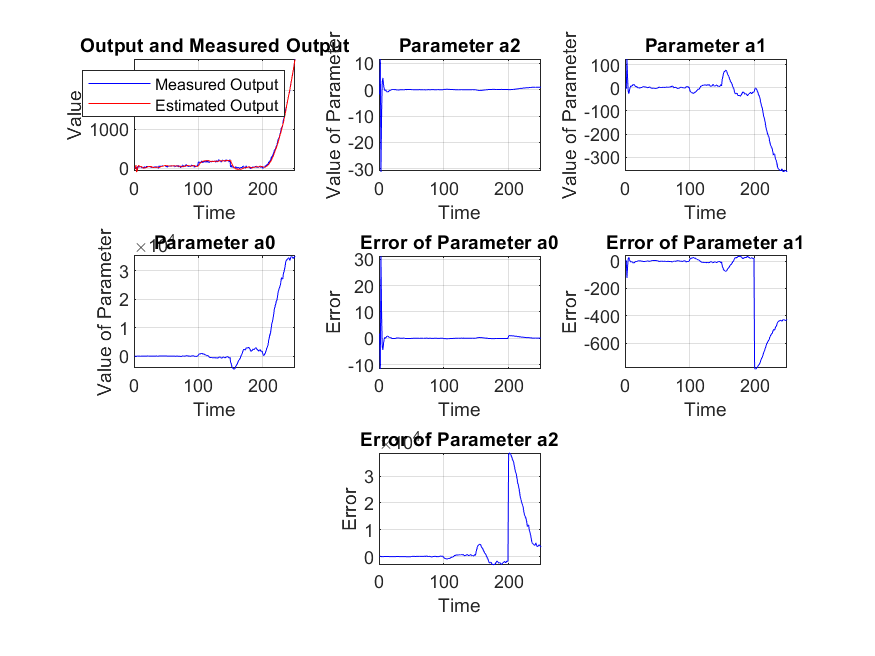 Output and Measured Output
Value
1000
0
Measured Output
Estimated Output
0 100 200
Time
Parameter a2
Value of Parameter
10
0
-10
-20
-30
0 100 200
Time
Parameter a1
Value of Parameter
100
0
-100
-200
-300
0 100 200
Time
Parameter a0
×10⁴
Value of Parameter
3
2
1
0
0 100 200
Time
Error of Parameter a0
Error
30
20
10
0
-10
0 100 200
Time
Error of Parameter a1
Error
0
-200
-400
-600
0 100 200
Time
Error of Parameter a2
×10⁴
Error
3
2
1
0
0 100 200
Time